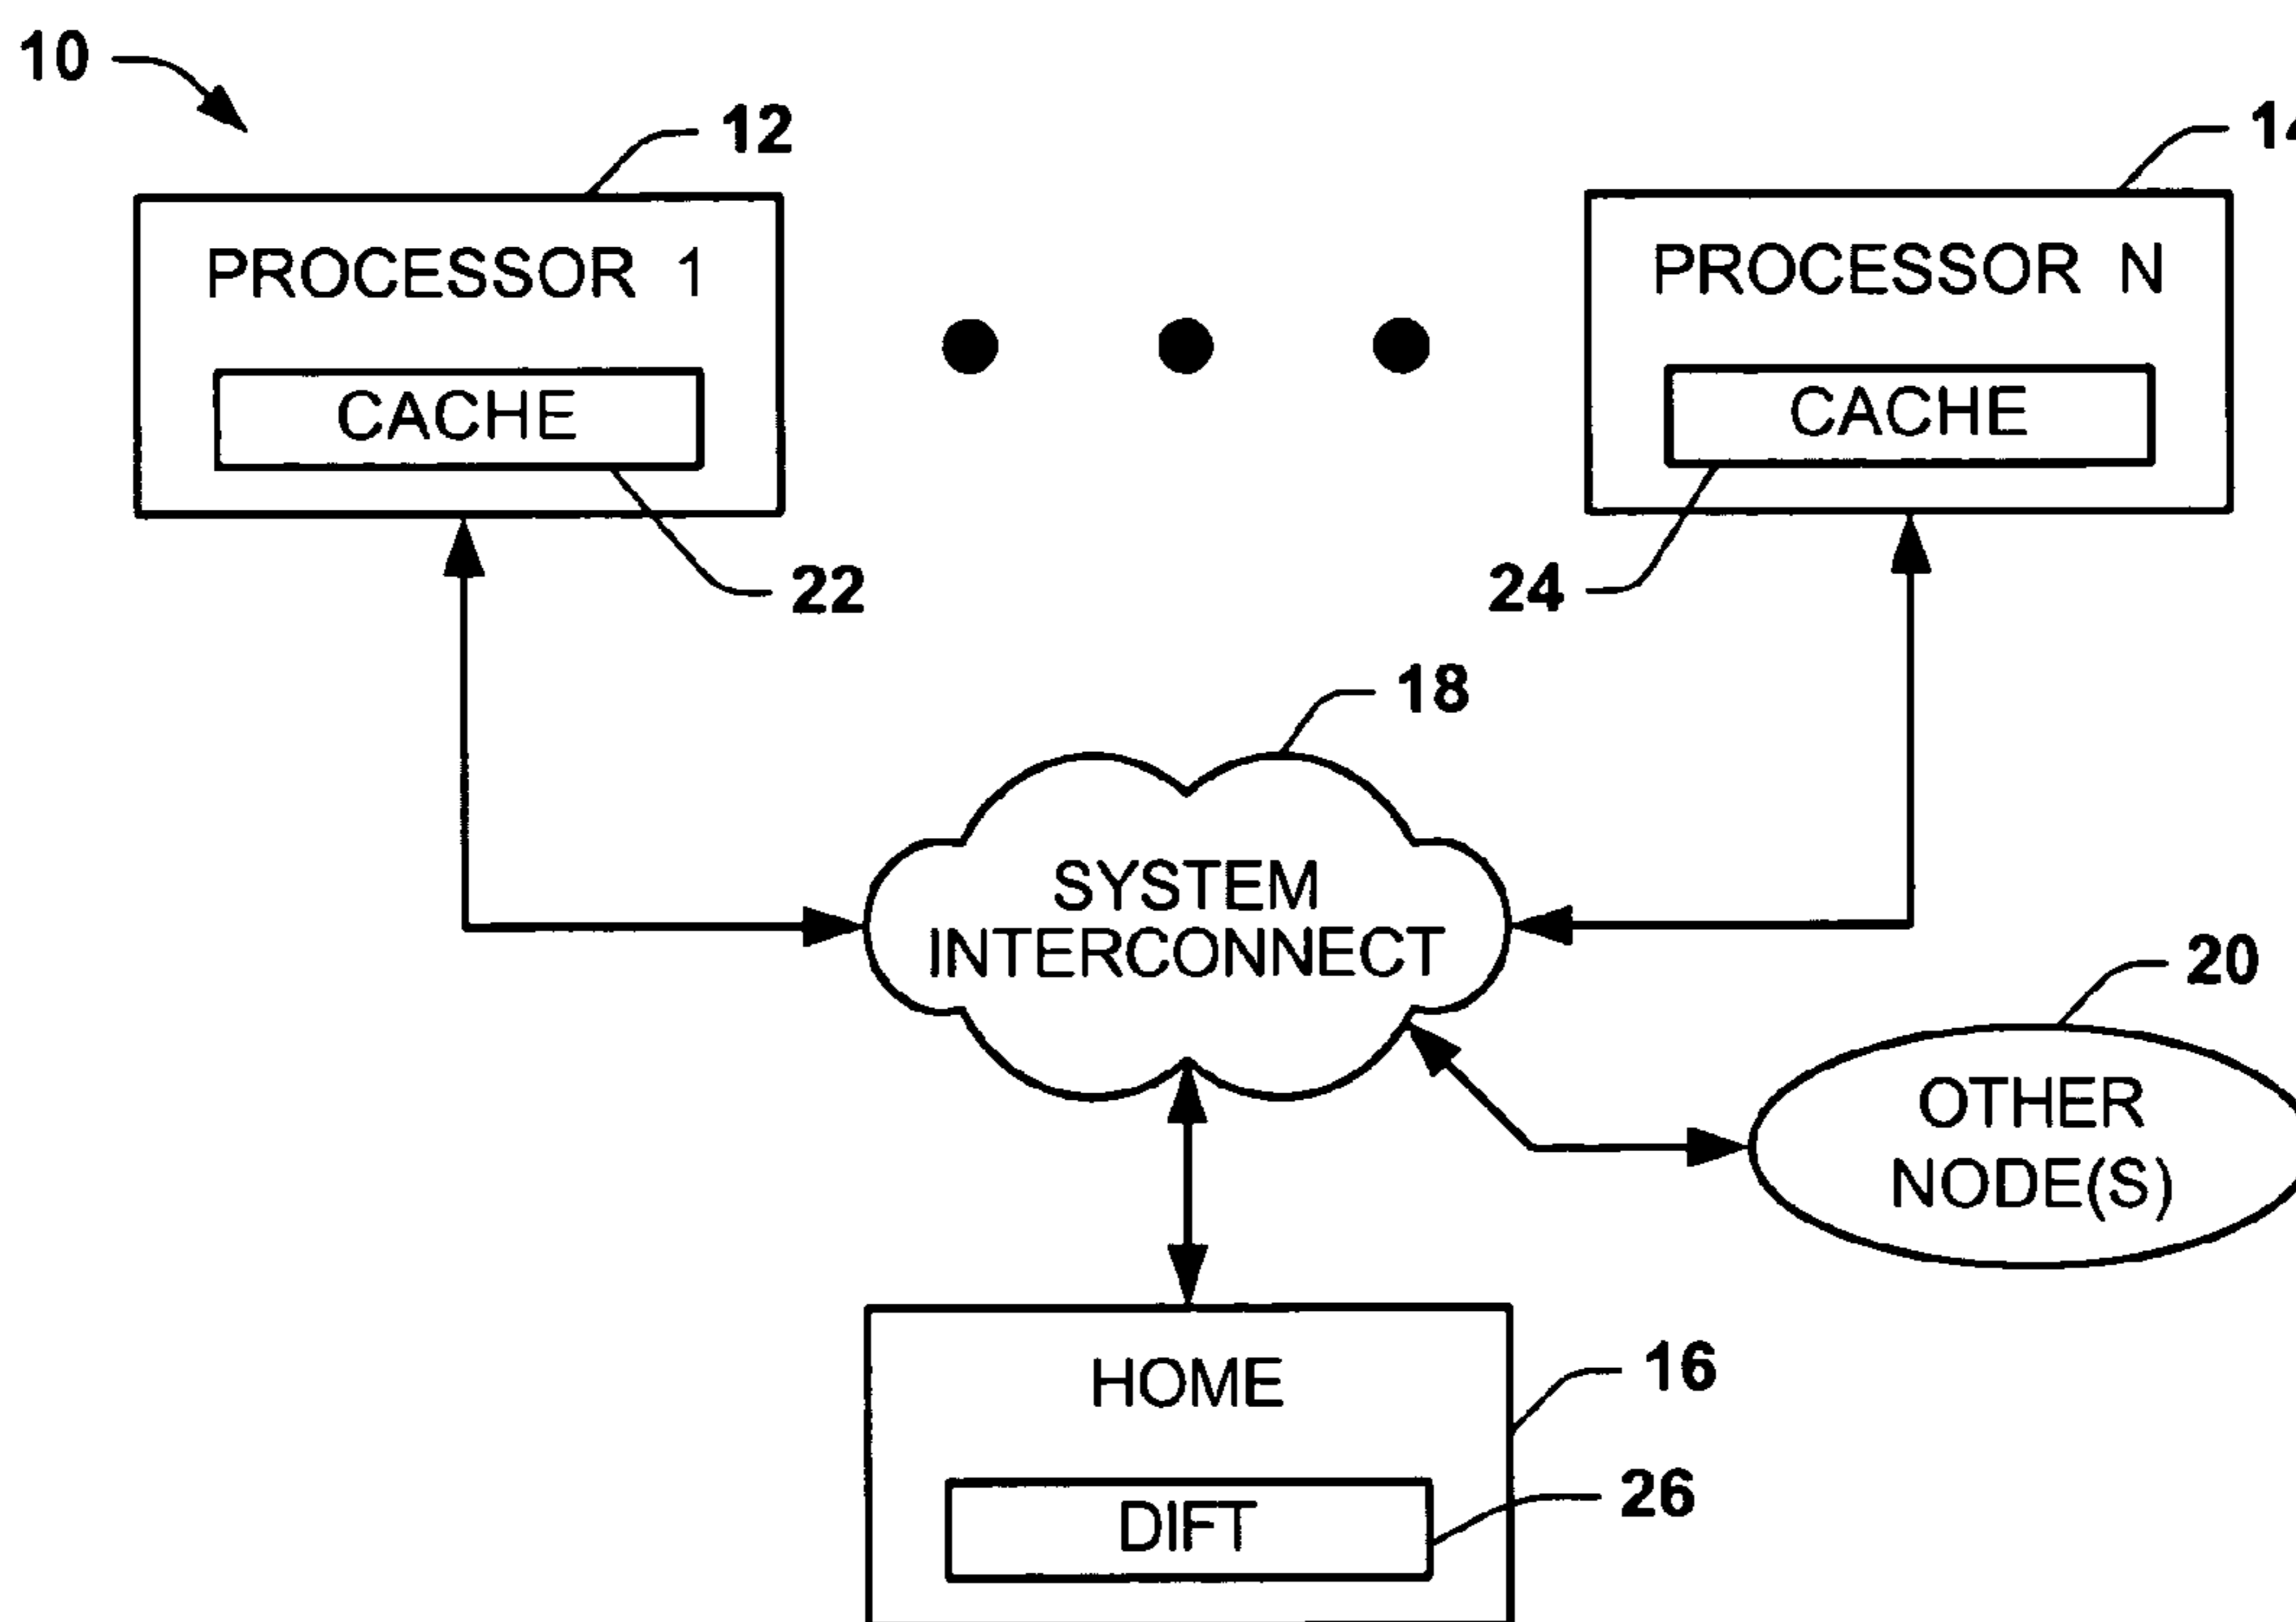 10
12
14
PROCESSOR 1
PROCESSOR N
CACHE
CACHE
22
24
18
SYSTEM
INTERCONNECT
20
OTHER
NODE(S)
HOME
16
DIFT
26